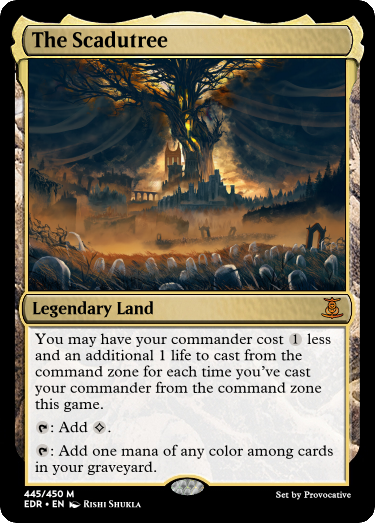 The Scadutree
Legendary Land
You may have your commander cost 1 less
and an additional 1 life to cast from the
command zone for each time you've cast
your commander from the command zone
this game.
: Add .
: Add one mana of any color among cards
in your graveyard.
445/450 M
EDR • EN Rishi Shukla
Set by Provocative